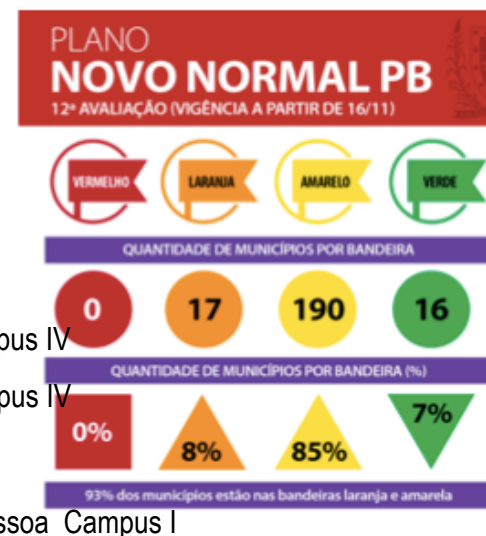 PLANO
NOVO NORMAL PB
12ª AVALIAÇÃO (VIGÊNCIA A PARTIR DE 16/11)
VERMELHO LARANJA AMARELO VERDE
QUANTIDADE DE MUNICÍPIOS POR BANDEIRA
0 17 190 16
pus IV
QUANTIDADE DE MUNICÍPIOS POR BANDEIRA (%)
pus IV
0% 8% 85% 7%
93% dos municípios estão nas bandeiras laranja e amarela
ssoa Campus I